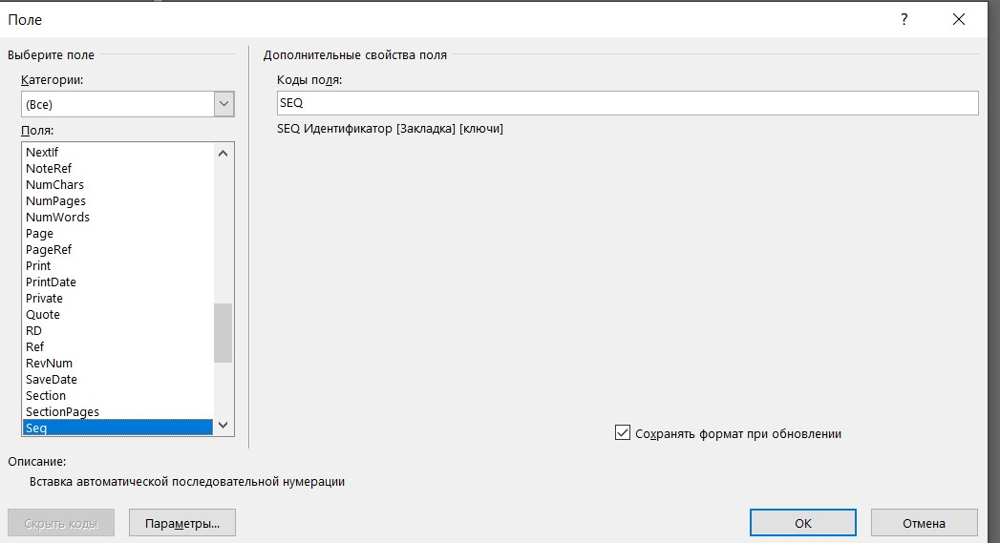 Поле
?
Выберите поле
Категории:
(Все)
Поля:
NextIf
NoteRef
NumChars
NumPages
NumWords
Page
PageRef
Print
PrintDate
Private
Quote
RD
Ref
RevNum
SaveDate
Section
SectionPages
Seq
Дополнительные свойства поля
Коды поля:
SEQ
SEQ Идентификатор [Закладка] [ключи]
Сохранять формат при обновлении
Описание:
Вставка автоматической последовательной нумерации
Скрыть коды
Параметры...
ОК
Отмена